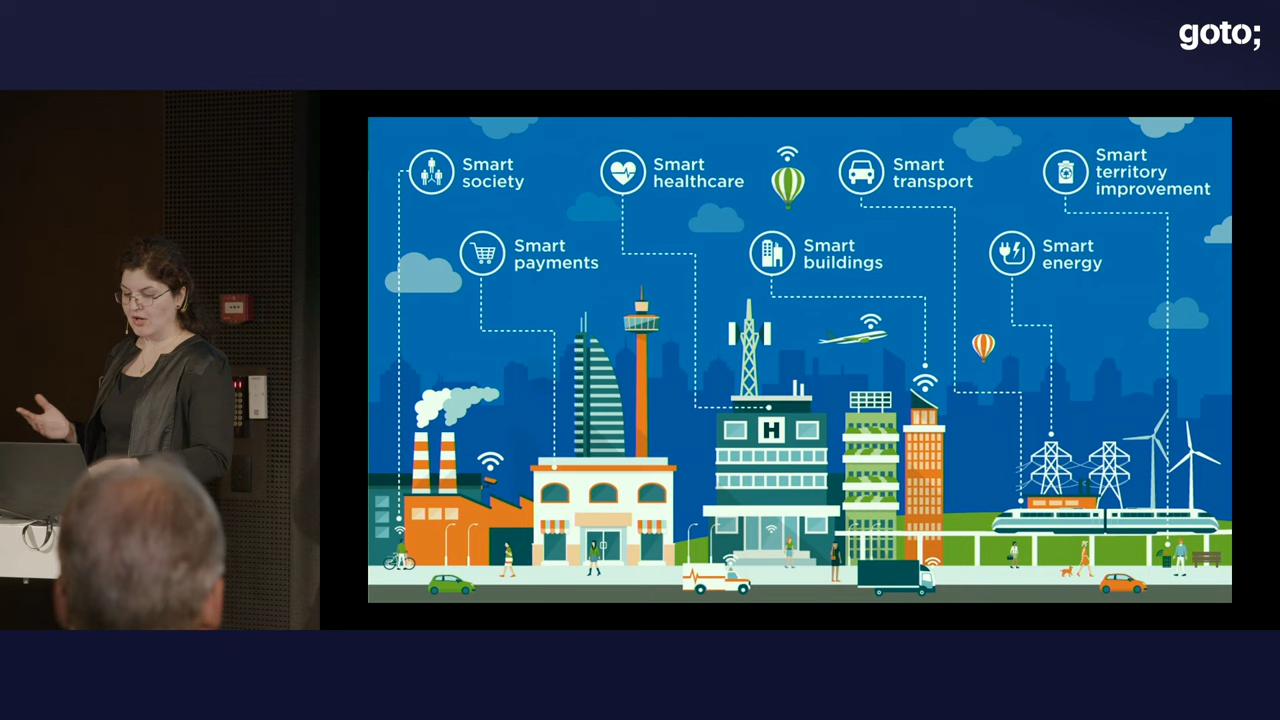 goto;
Smart
society
Smart
healthcare
Smart
transport
Smart
territory
improvement
Smart
payments
Smart
buildings
Smart
energy
H